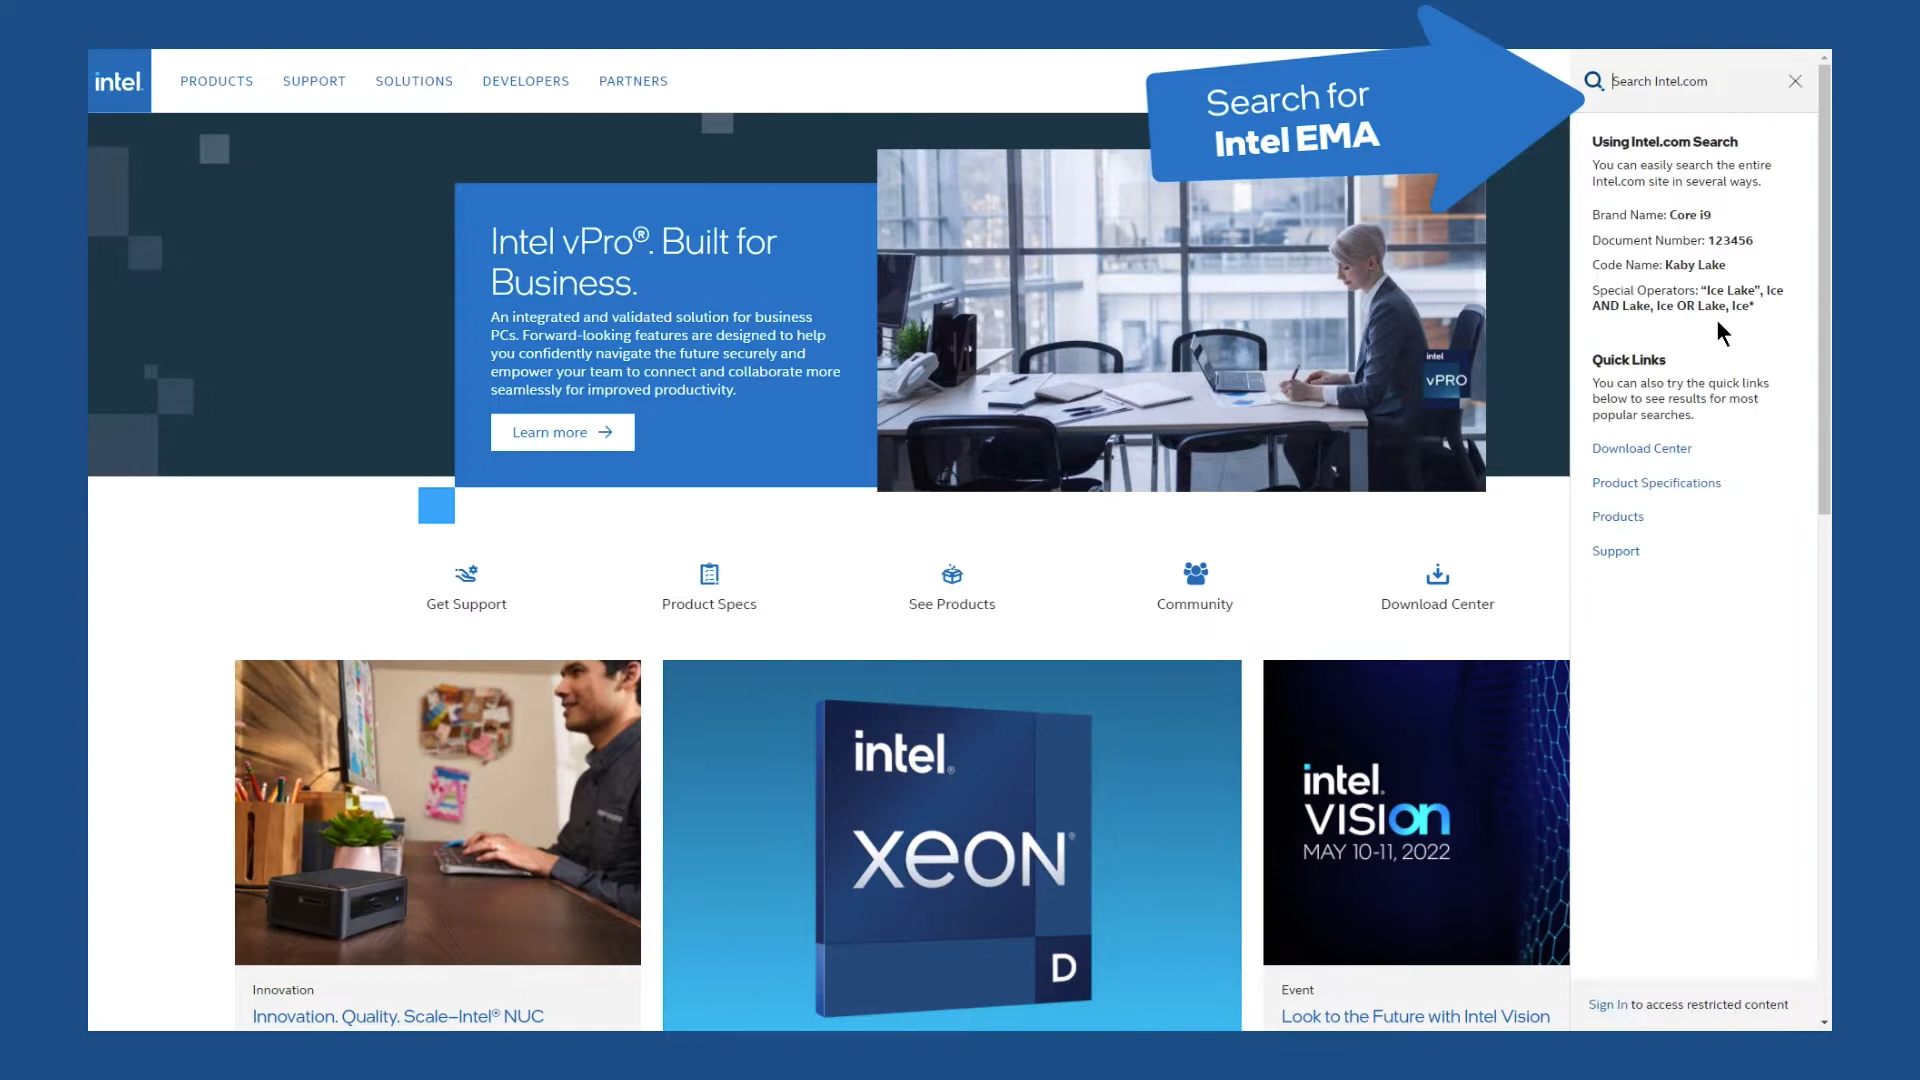 intel.
PRODUCTS
SUPPORT
SOLUTIONS
DEVELOPERS
PARTNERS
Search for
Intel EMA
Search Intel.com
Intel vPro®. Built for
Business.
An integrated and validated solution for business
PCs. Forward-looking features are designed to help
you confidently navigate the future securely and
empower your team to connect and collaborate more
seamlessly for improved productivity.
Learn more
intel
vPRO
Using Intel.com Search
You can easily search the entire
Intel.com site in several ways.
Brand Name: Core i9
Document Number: 123456
Code Name: Kaby Lake
Special Operators: “Ice Lake”, Ice
AND Lake, Ice OR Lake, Ice*
Quick Links
You can also try the quick links
below to see results for most
popular searches.
Download Center
Product Specifications
Products
Support
Get Support
Product Specs
See Products
Community
Download Center
intel.
xeon®
D
intel.
VISION
MAY 10-11, 2022
Innovation
Innovation. Quality. Scale–Intel® NUC
Event
Look to the Future with Intel Vision
Sign In to access restricted content